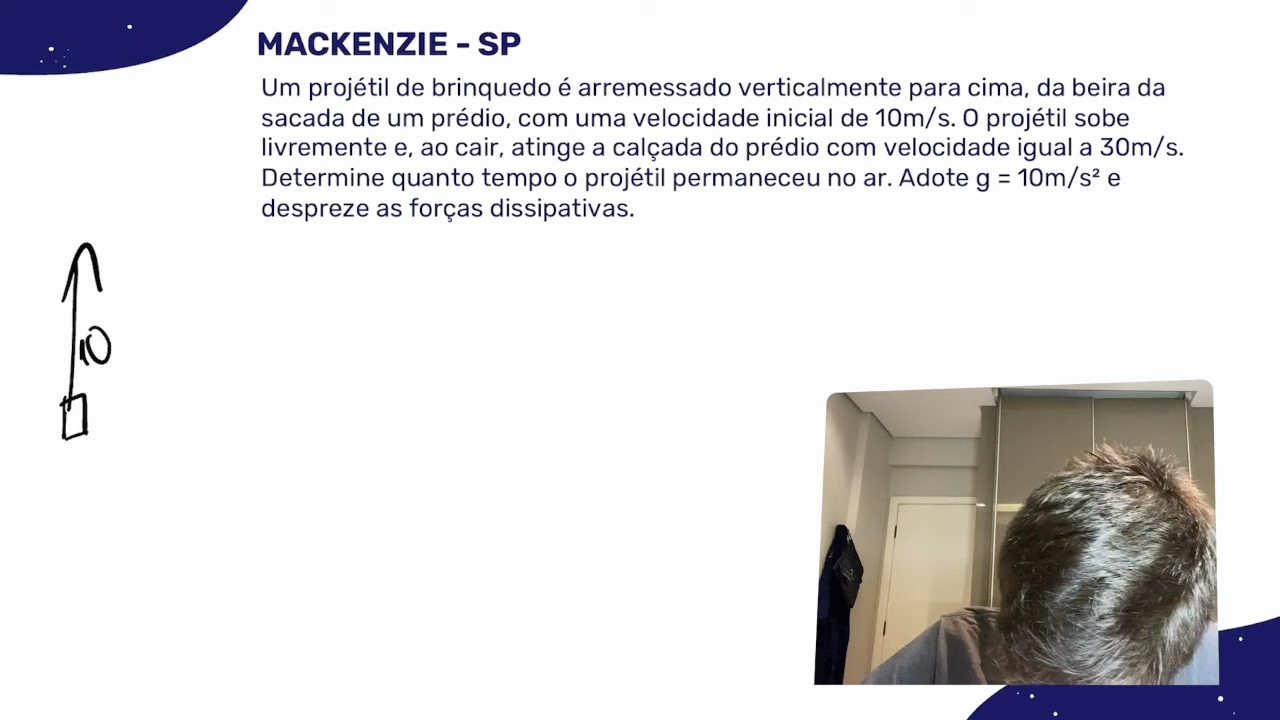 MACKENZIE - SP
Um projétil de brinquedo é arremessado verticalmente para cima, da beira da
sacada de um prédio, com uma velocidade inicial de 10m/s. O projétil sobe
livremente e, ao cair, atinge a calçada do prédio com velocidade igual a 30m/s.
Determine quanto tempo o projétil permaneceu no ar. Adote g = 10m/s² e
despreze as forças dissipativas.
10